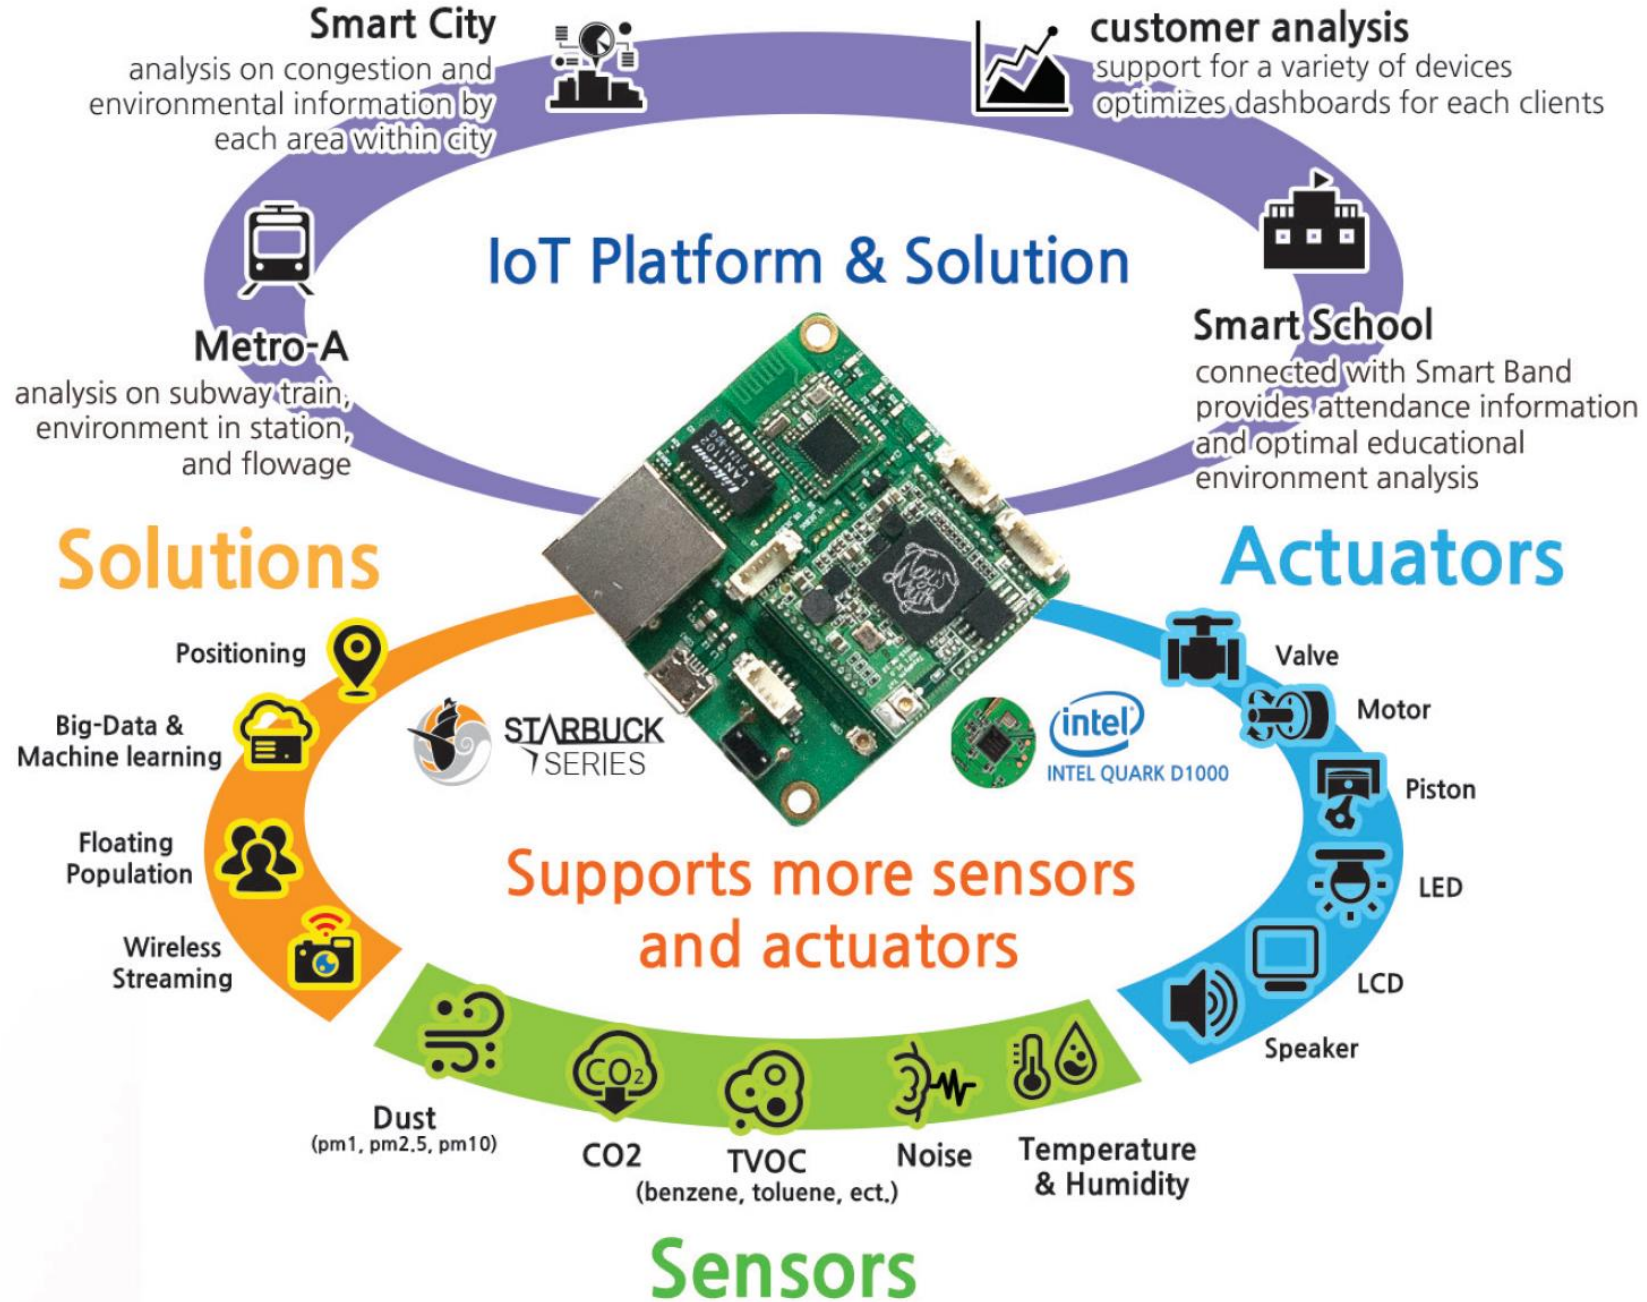 Smart City
analysis on congestion and
environmental information by
each area within city
customer analysis
support for a variety of devices
optimizes dashboards for each clients
IoT Platform & Solution
Metro-A
analysis on subway train,
environment in station,
and flowage
Smart School
connected with Smart Band
provides attendance information
and optimal educational
environment analysis
LAN1102
Solutions
Positioning
Big-Data &
Machine learning
Floating
Population
Wireless
Streaming
Actuators
Valve
Motor
Piston
LED
LCD
Speaker
STARBUCK
SERIES
intel
INTEL QUARK D1000
Supports more sensors
and actuators
Dust
(pm1, pm2.5, pm10)
CO2
CO2
TVOC
(benzene, toluene, ect.)
Noise
Temperature
& Humidity
Sensors